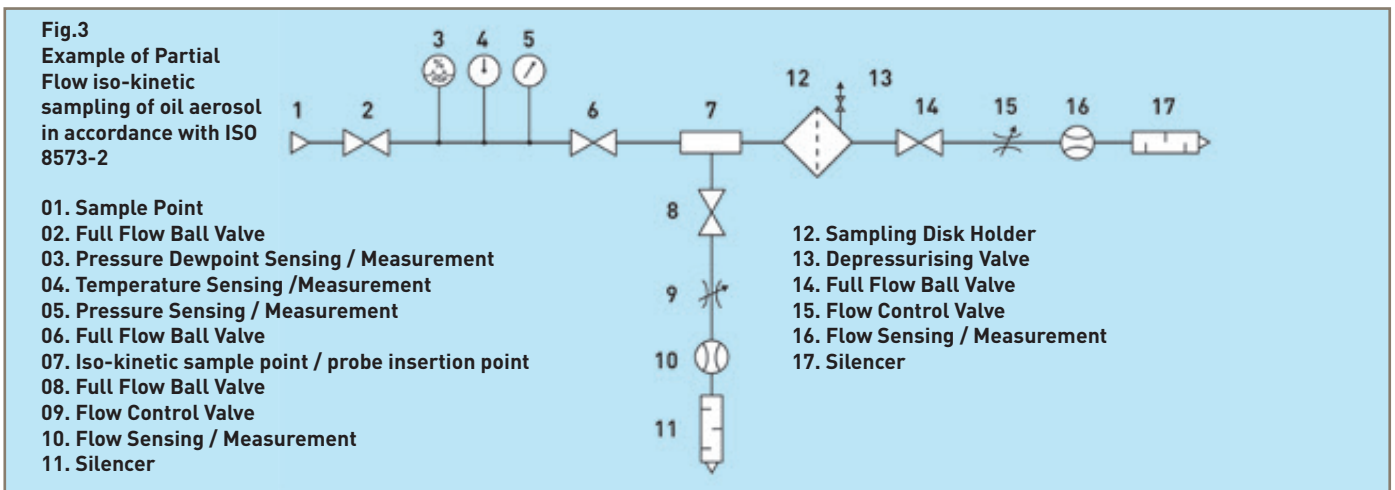 Fig.3
Example of Partial
Flow iso-kinetic
sampling of oil aerosol
in accordance with ISO
8573-2
1
2
3
4
5
6
7
12
13
14
15
16
17
8
9
10
11
01. Sample Point
02. Full Flow Ball Valve
03. Pressure Dewpoint Sensing / Measurement
04. Temperature Sensing /Measurement
05. Pressure Sensing / Measurement
06. Full Flow Ball Valve
07. Iso-kinetic sample point / probe insertion point
08. Full Flow Ball Valve
09. Flow Control Valve
10. Flow Sensing / Measurement
11. Silencer
12. Sampling Disk Holder
13. Depressurising Valve
14. Full Flow Ball Valve
15. Flow Control Valve
16. Flow Sensing / Measurement
17. Silencer